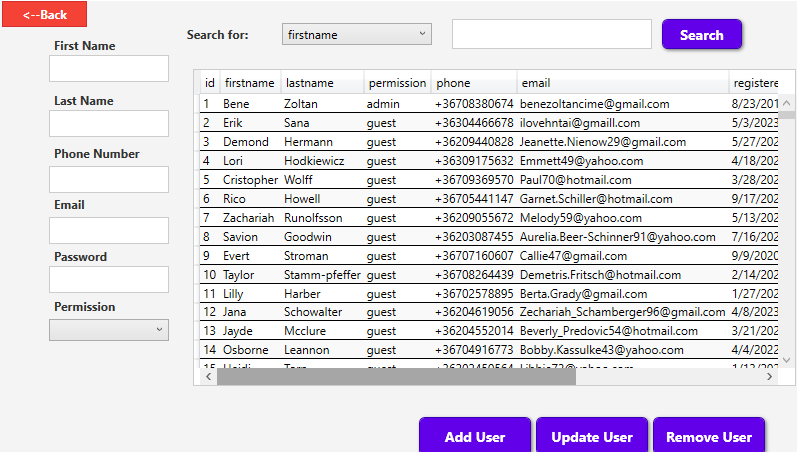 <--Back
First Name
Last Name
Phone Number
Email
Password
Permission
Search for: firstname Search
id firstname lastname permission phone email registere
1 Bene Zoltan admin +36708380674 benezoltancime@gmail.com 8/23/201
2 Erik Sana guest +36304466678 ilovehntai@gmaill.com 5/3/2023
3 Demond Hermann guest +36209440828 Jeanette.Nienow29@gmail.com 5/27/202
4 Lori Hodkiewicz guest +36309175632 Emmett49@yahoo.com 4/18/202
5 Cristopher Wolff guest +36709369570 Paul70@hotmail.com 3/28/202
6 Rico Howell guest +36705441147 Garnet.Schiller@hotmail.com 9/17/202
7 Zachariah Runolfsson guest +36209055672 Melody59@yahoo.com 5/13/202
8 Savion Goodwin guest +36203087455 Aurelia.Beer-Schinner91@yahoo.com 7/16/202
9 Evert Stroman guest +36707160607 Callie47@gmail.com 9/9/2020
10 Taylor Stamm-pfeffer guest +36708264439 Demetris.Fritsch@hotmail.com 2/14/202
11 Lilly Harber guest +36702578895 Berta.Grady@gmail.com 1/27/202
12 Jana Schowalter guest +36204619056 Zechariah_Schamberger96@gmail.com 4/8/2023
13 Jayde Mcclure guest +36204552014 Beverly_Predovic54@hotmail.com 3/21/202
14 Osborne Leannon guest +36704916773 Bobby.Kassulke43@yahoo.com 4/4/2022
Add User Update User Remove User